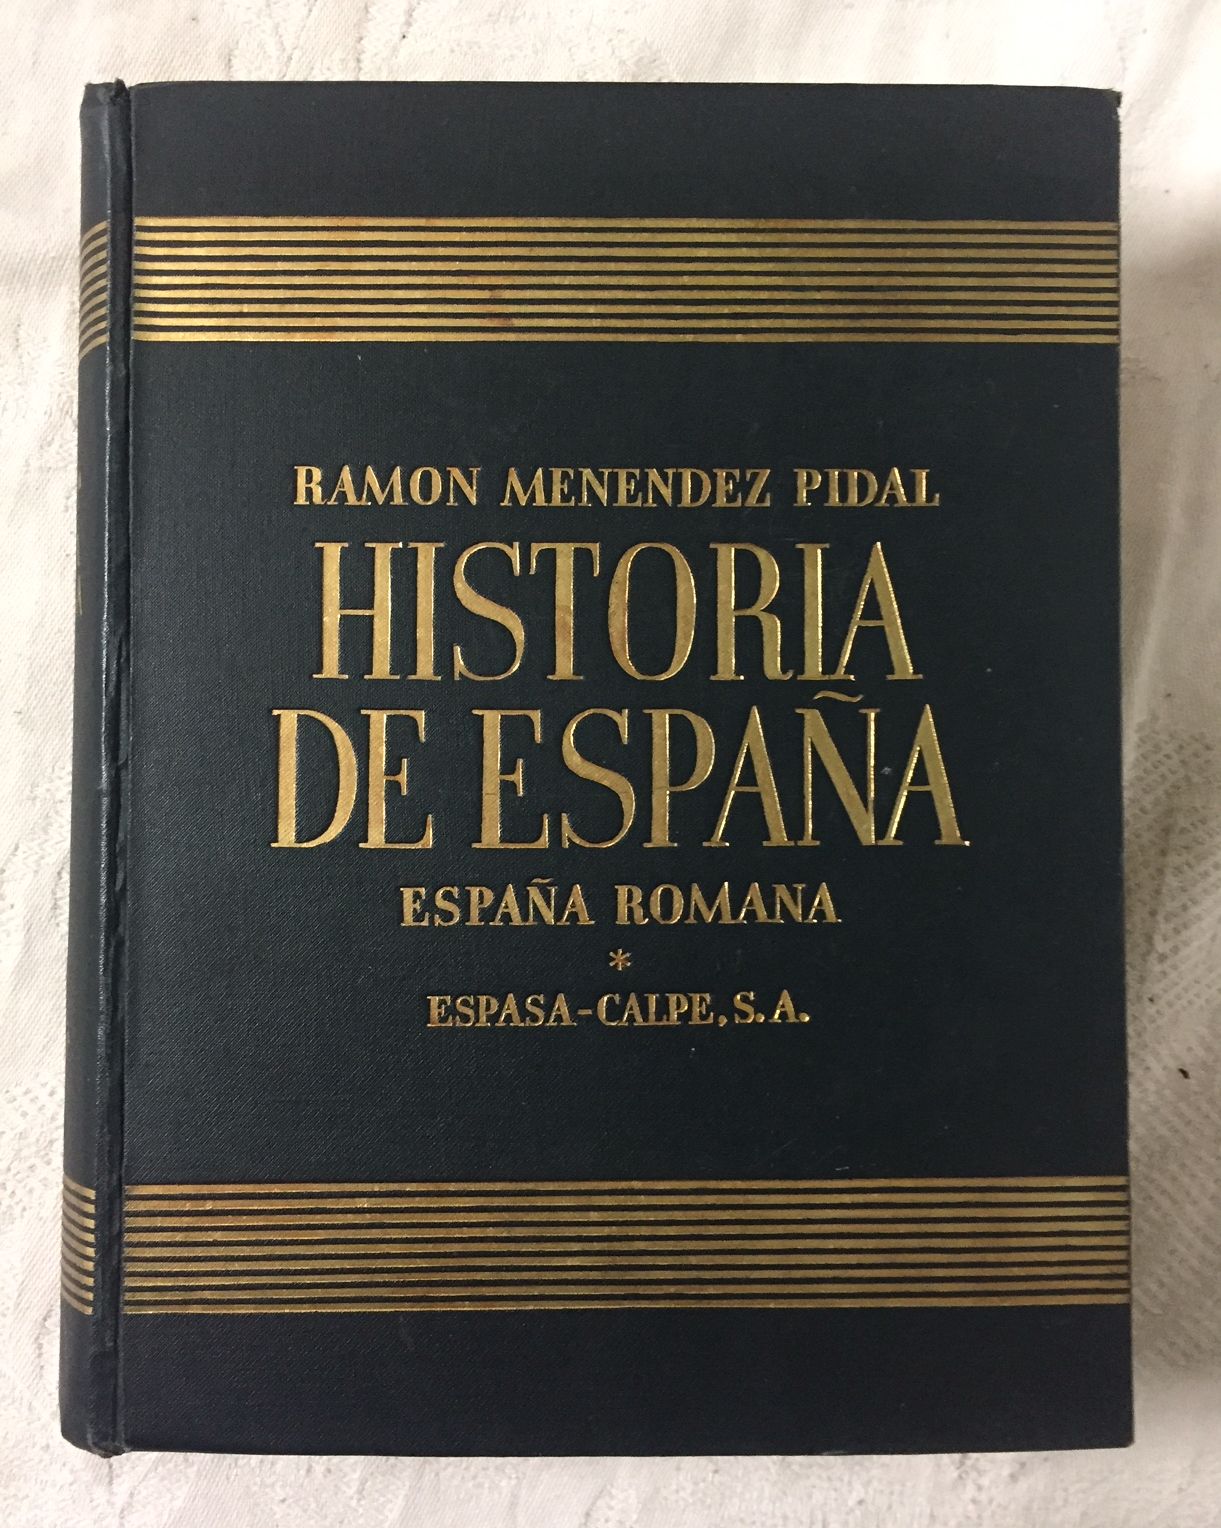 RAMON MENENDEZ PIDAL
HISTORIA
DE ESPAÑA
ESPAÑA ROMANA
*
ESPASA-CALPE, S.A.